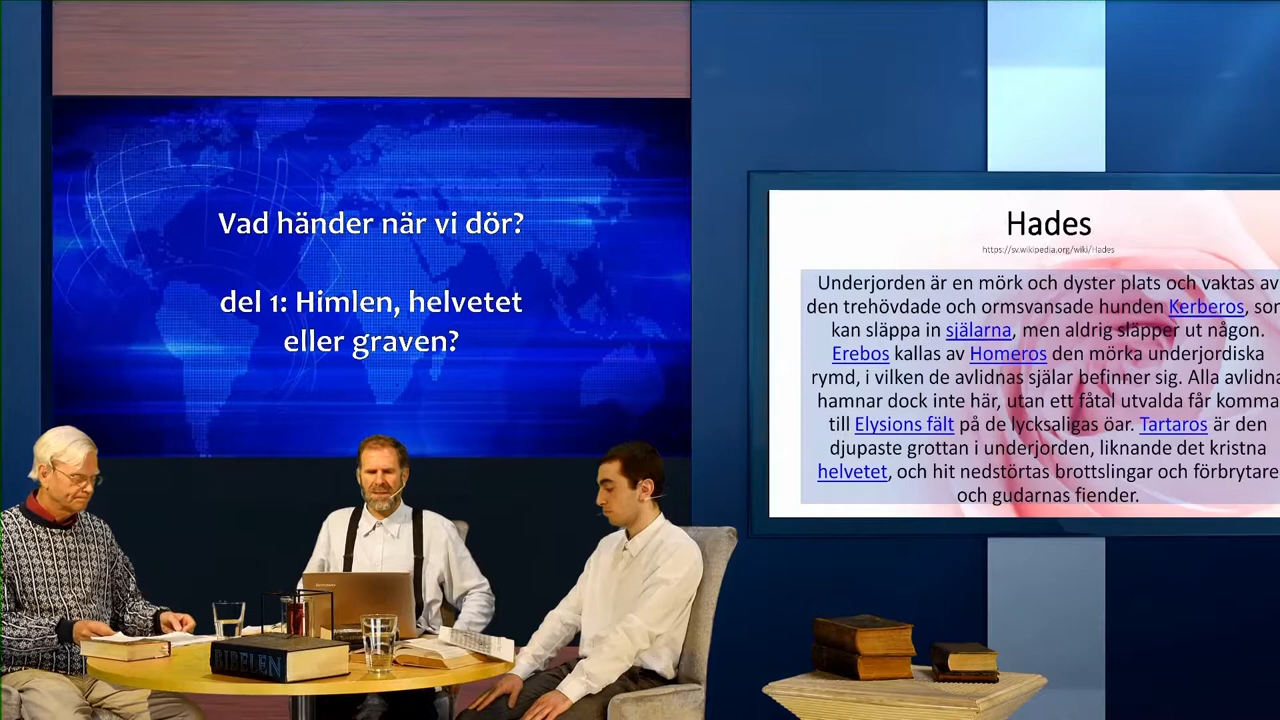 Vad händer när vi dör?
del 1: Himlen, helvetet
eller graven?
Hades
https://sv.wikipedia.org/wiki/Hades
Underjorden är en mörk och dyster plats och vaktas av
den trehövdade och ormsvansade hunden Kerberos, som
kan släppa in själarna, men aldrig släpper ut någon.
Erebos kallas av Homeros den mörka underjordiska
rymd, i vilken de avlidnas själar befinner sig. Alla avlidna
hamnar dock inte här, utan ett fåtal utvalda får komma
till Elysions fält på de lycksaligas öar. Tartaros är den
djupaste grottan i underjorden, liknande det kristna
helvetet, och hit nedstörtas brottslingar och förbrytare
och gudarnas fiender.
BIBELEN